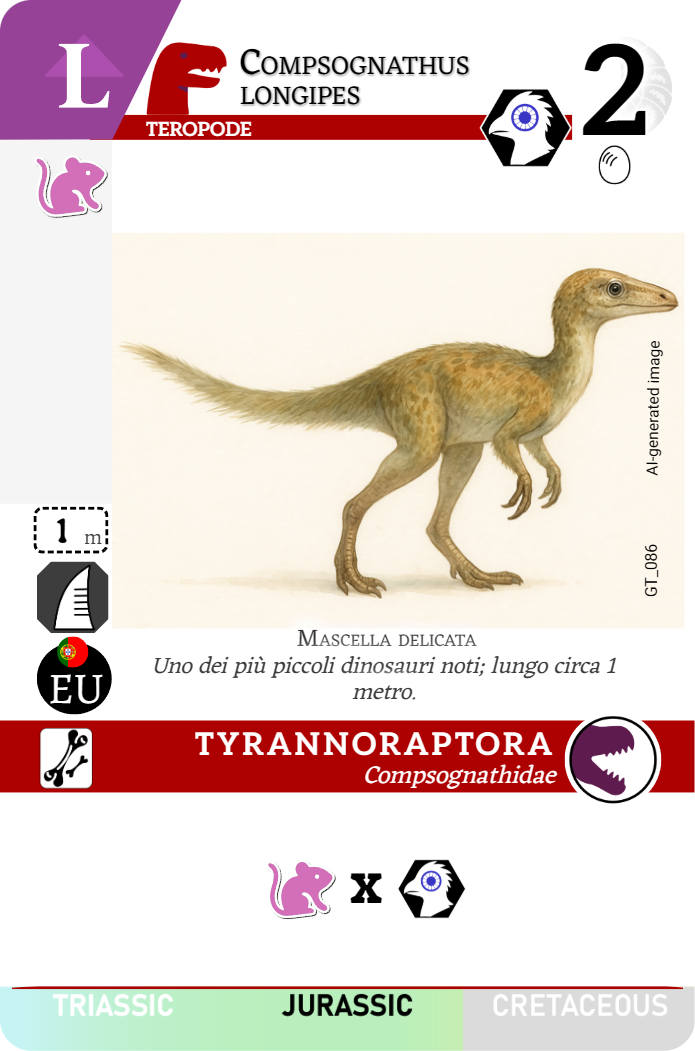 L
Compsognathus
longipes
TEROPODE
2
AI-generated image
GT_086
1 m
EU
Mascella delicata
Uno dei più piccoli dinosauri noti; lungo circa 1
metro.
TYRANNORAPTORA
Compsognathidae
x
TRIASSIC JURASSIC CRETACEOUS